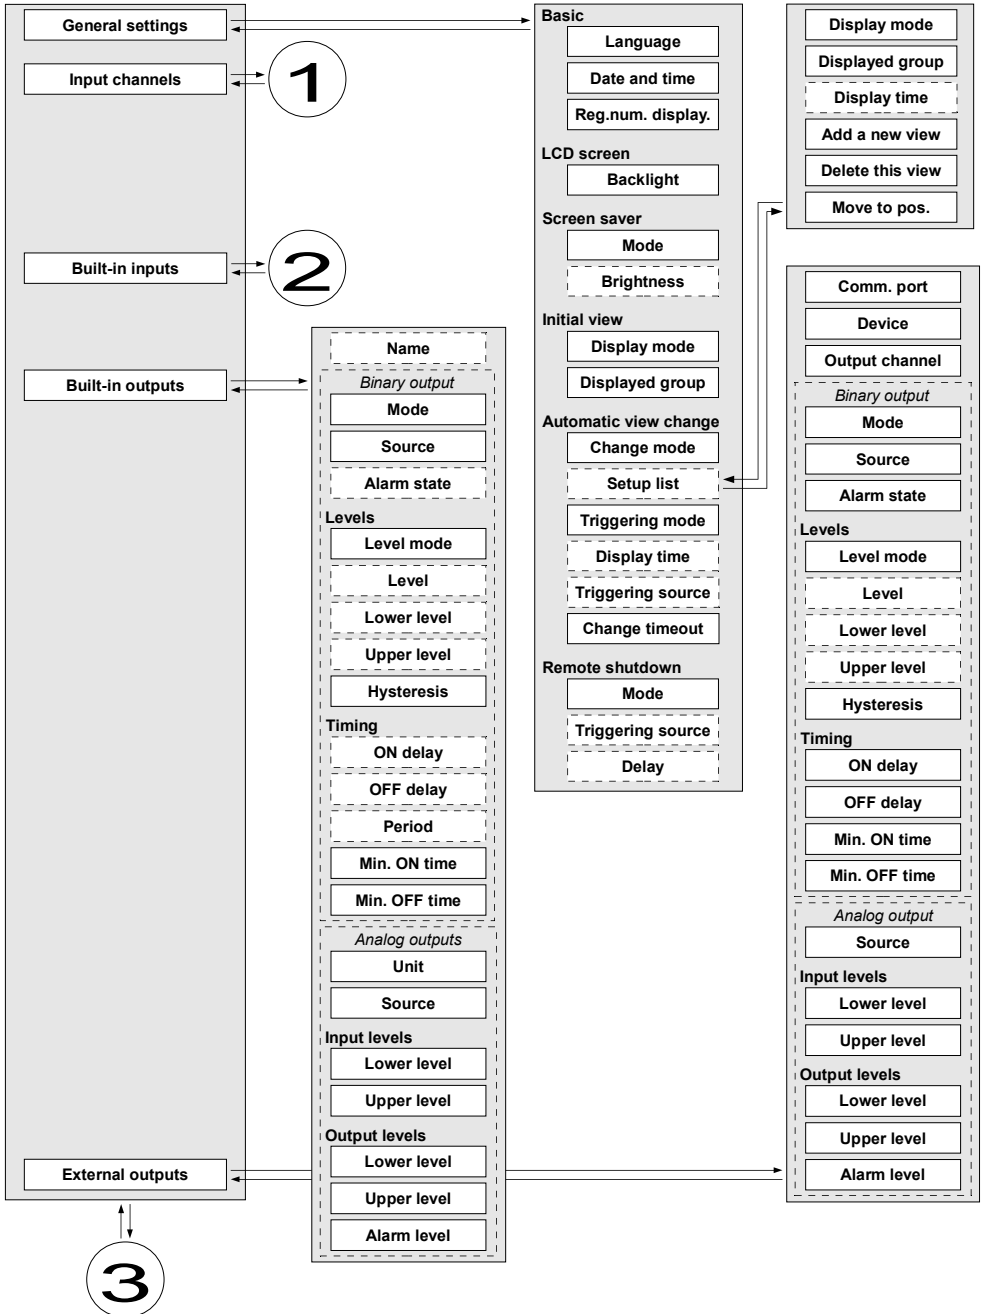 General settings
Input channels
1
Built-in inputs
2
Built-in outputs
External outputs
3
Name
Binary output
Mode
Source
Alarm state
Levels
Level mode
Level
Lower level
Upper level
Hysteresis
Timing
ON delay
OFF delay
Period
Min. ON time
Min. OFF time
Analog outputs
Unit
Source
Input levels
Lower level
Upper level
Output levels
Lower level
Upper level
Alarm level
Basic
Language
Date and time
Reg.num. display.
LCD screen
Backlight
Screen saver
Mode
Brightness
Initial view
Display mode
Displayed group
Automatic view change
Change mode
Setup list
Triggering mode
Display time
Triggering source
Change timeout
Remote shutdown
Mode
Triggering source
Delay
Display mode
Displayed group
Display time
Add a new view
Delete this view
Move to pos.
Comm. port
Device
Output channel
Binary output
Mode
Source
Alarm state
Levels
Level mode
Level
Lower level
Upper level
Hysteresis
Timing
ON delay
OFF delay
Min. ON time
Min. OFF time
Analog output
Source
Input levels
Lower level
Upper level
Output levels
Lower level
Upper level
Alarm level